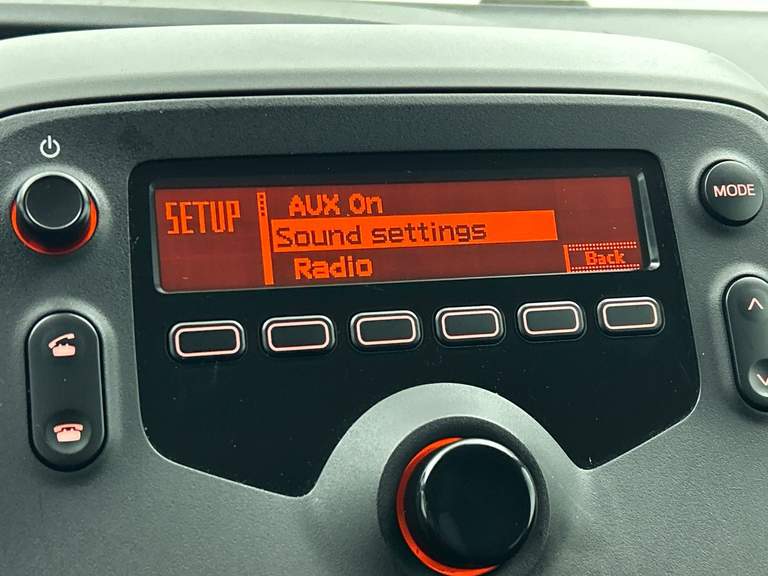 SETUP
AUX On
Sound settings
Radio
Back
MODE